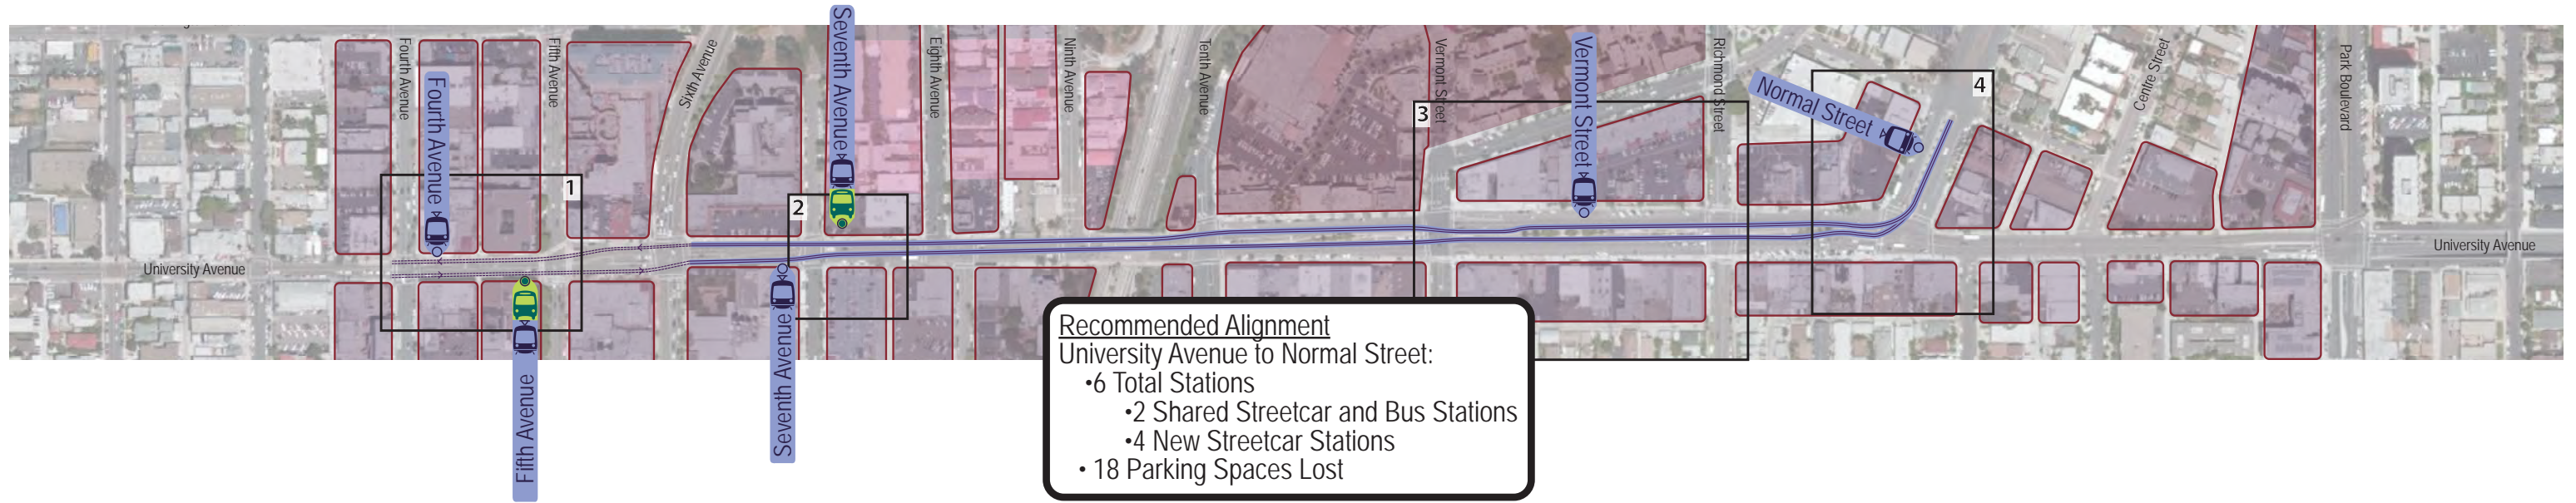 Fourth Avenue
Fourth Avenue
Fifth Avenue
Sixth Avenue
Seventh Avenue
Eighth Avenue
Ninth Avenue
Tenth Avenue
Vermont Street
Vermont Street
Richmond Street
Normal Street
Centre Street
Park Boulevard
1
2
3
4
University Avenue
University Avenue
Fifth Avenue
Seventh Avenue
Recommended Alignment
University Avenue to Normal Street:
•6 Total Stations
•2 Shared Streetcar and Bus Stations
•4 New Streetcar Stations
• 18 Parking Spaces Lost